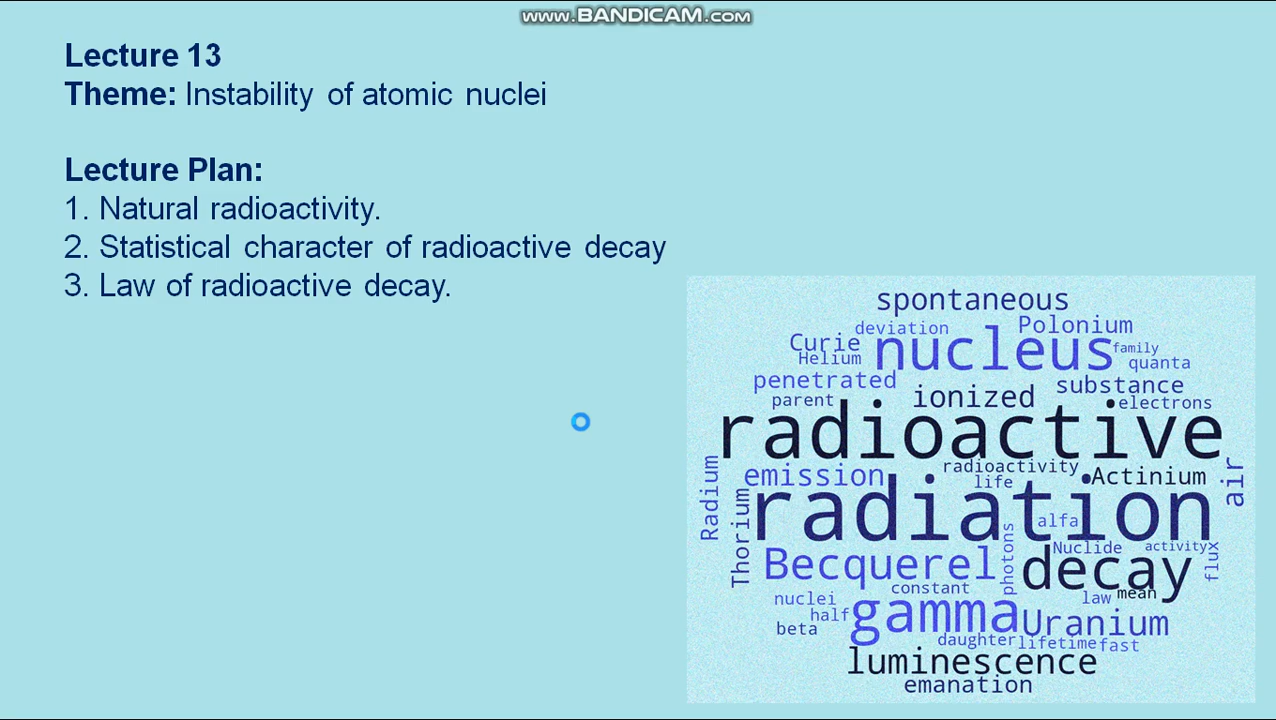 www.BANDICAM.com
Lecture 13
Theme: Instability of atomic nuclei
Lecture Plan:
1. Natural radioactivity.
2. Statistical character of radioactive decay
3. Law of radioactive decay.
spontaneous
deviation Polonium
Curie nucleus family
Helium quanta
penetrated ionized substance
parent electrons
radioactive
Radium emission radioactivity Actinium air
life
Thorium radiation
alfa
Becquerel photons Nuclide activity flux
decay
constant
nuclei gamma law mean
half Uranium
beta
daughter lifetime fast
luminescence
emanation